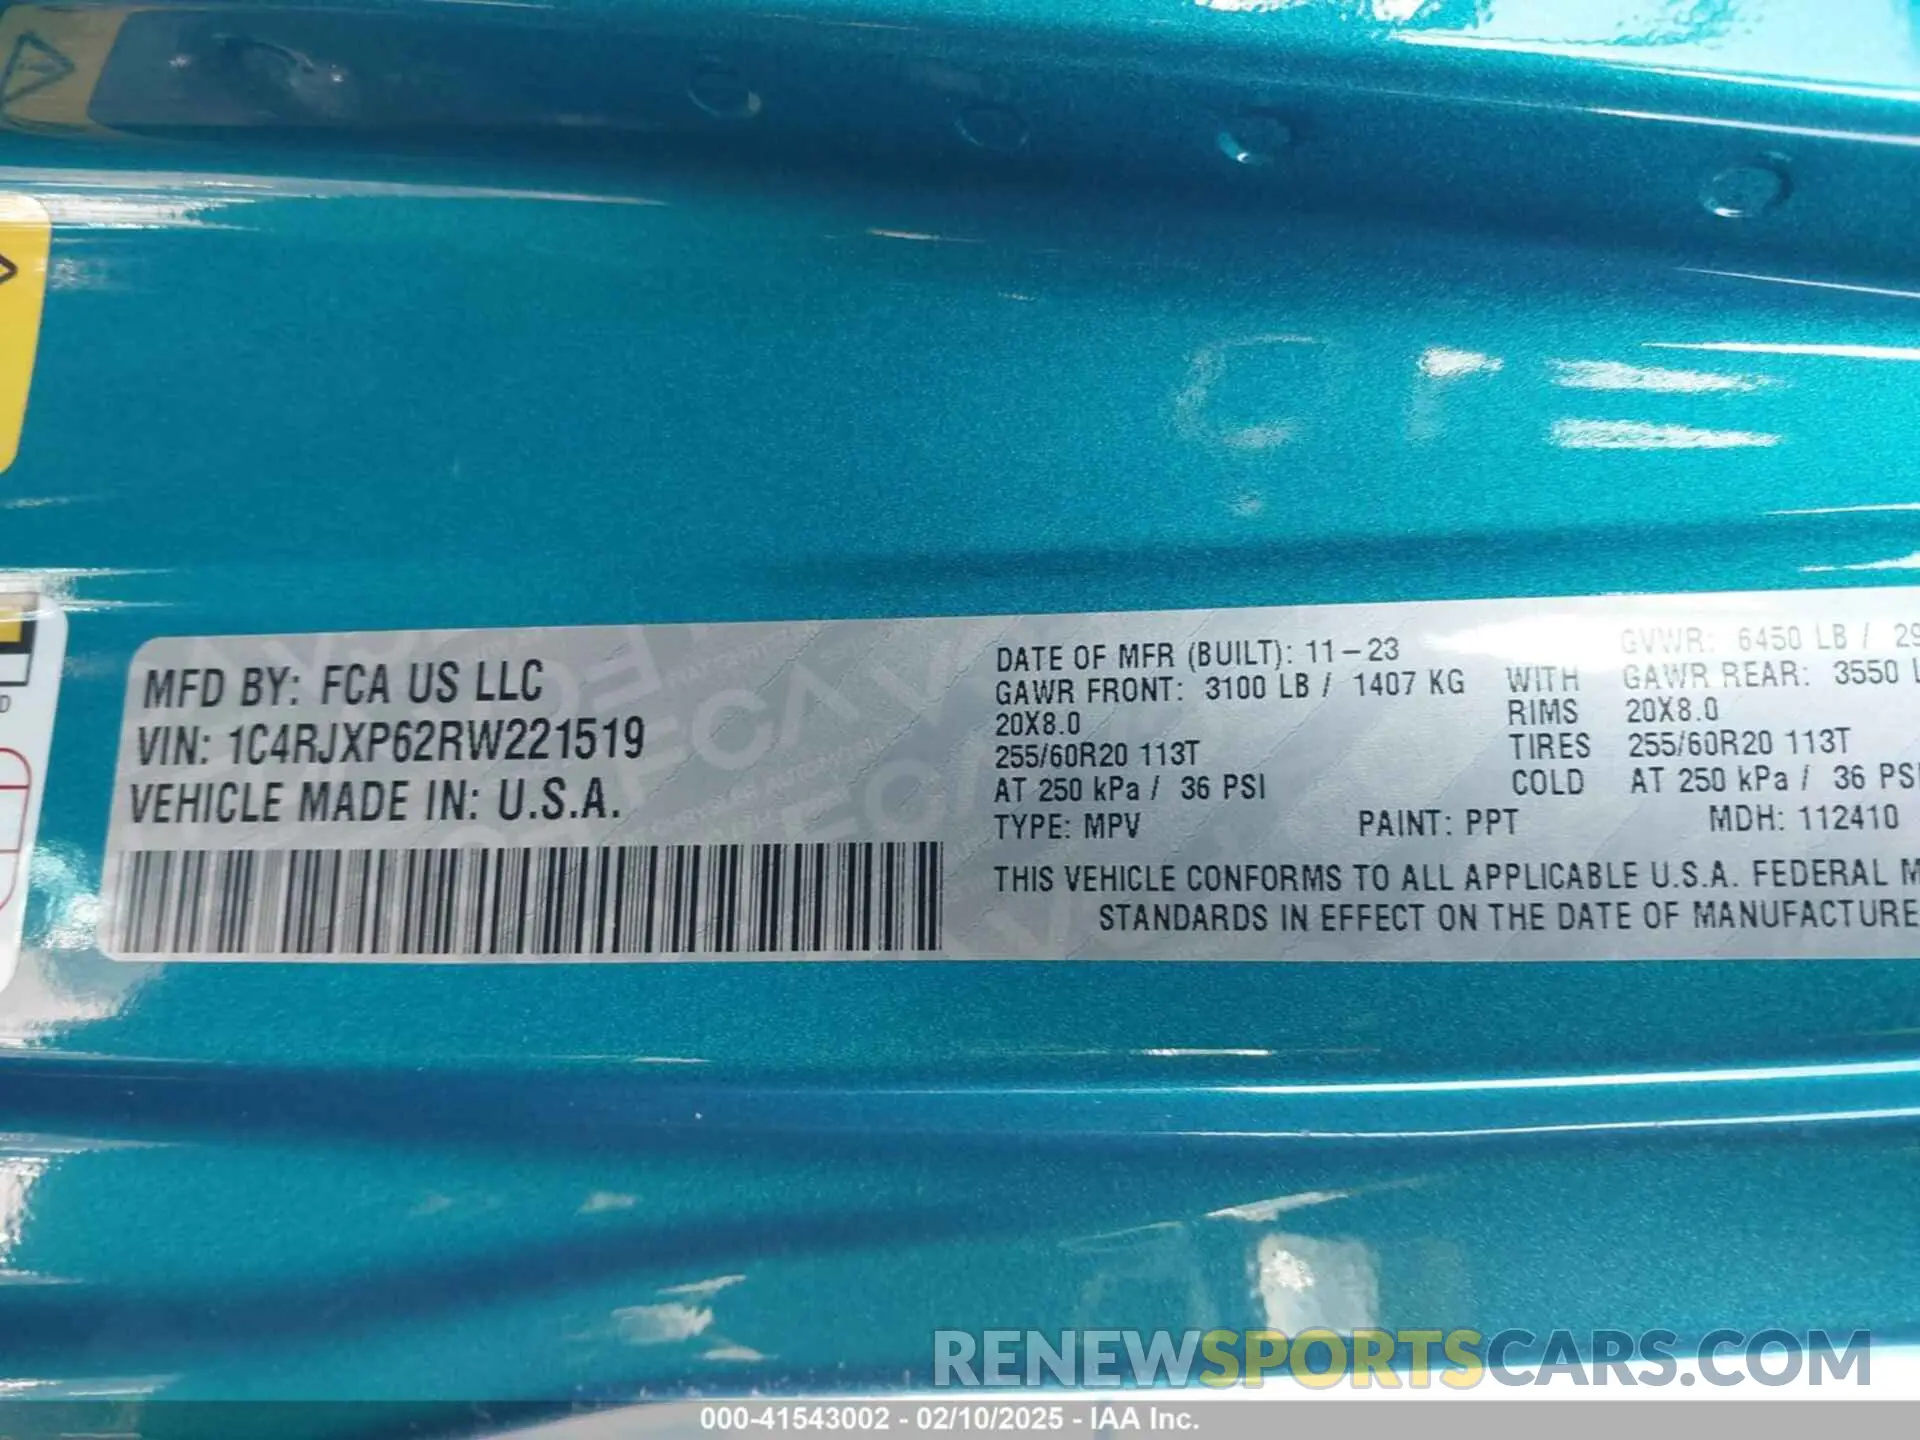 MFD BY: FCA US LLC
VIN: 1C4RJXP62RW221519
VEHICLE MADE IN: U.S.A.
DATE OF MFR (BUILT): 11-23 GVWR: 6450 LB / 29
GAWR FRONT: 3100 LB / 1407 KG WITH GAWR REAR: 3550 L
20X8.0 RIMS 20X8.0
255/60R20 113T TIRES 255/60R20 113T
AT 250 kPa / 36 PSI COLD AT 250 kPa / 36 PSI
TYPE: MPV PAINT: PPT MDH: 112410
THIS VEHICLE CONFORMS TO ALL APPLICABLE U.S.A. FEDERAL M
STANDARDS IN EFFECT ON THE DATE OF MANUFACTURE
RENEWSPORTSCARS.COM
000-41543002 - 02/10/2025 - IAA Inc.